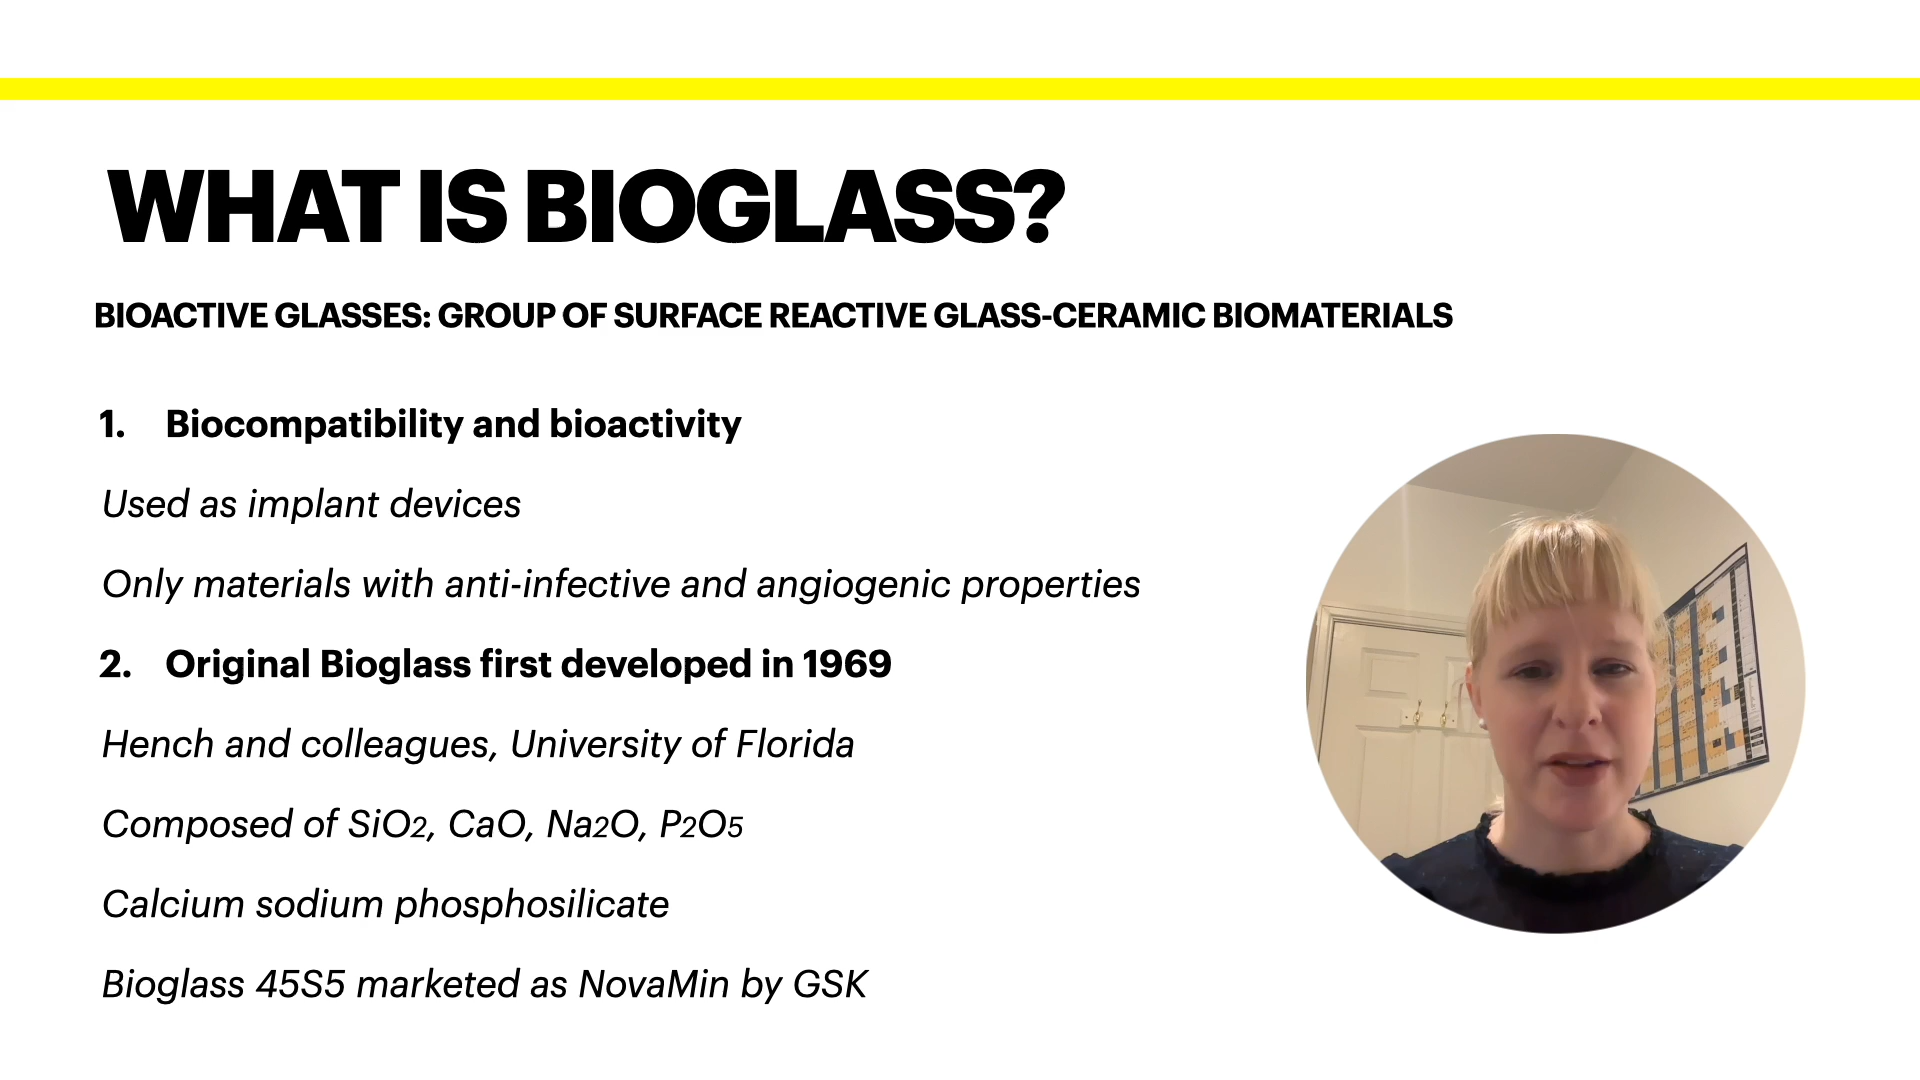 WHAT IS BIOGLASS?
BIOACTIVE GLASSES: GROUP OF SURFACE REACTIVE GLASS-CERAMIC BIOMATERIALS
1. Biocompatibility and bioactivity
Used as implant devices
Only materials with anti-infective and angiogenic properties
2. Original Bioglass first developed in 1969
Hench and colleagues, University of Florida
Composed of SiO2, CaO, Na2O, P2O5
Calcium sodium phosphosilicate
Bioglass 45S5 marketed as NovaMin by GSK